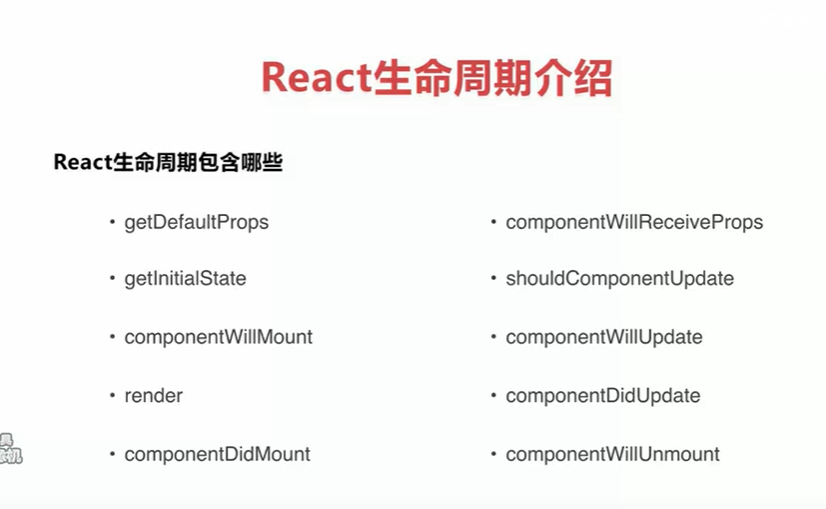 React生命周期介绍
React生命周期包含哪些
• getDefaultProps
• getInitialState
• componentWillMount
• render
• componentDidMount
• componentWillReceiveProps
• shouldComponentUpdate
• componentWillUpdate
• componentDidUpdate
• componentWillUnmount